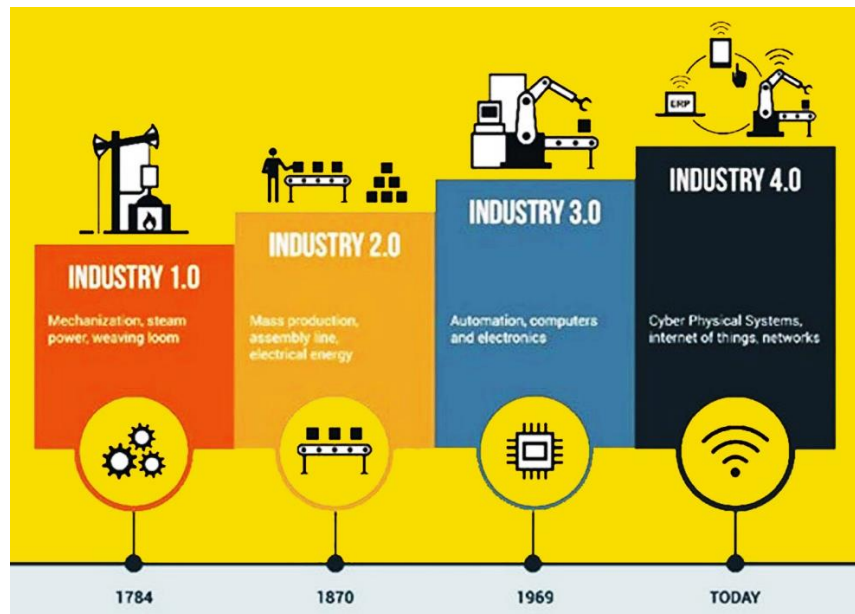 ERP
INDUSTRY 1.0
Mechanization, steam
power, weaving loom
INDUSTRY 2.0
Mass production,
assembly line,
electrical energy
INDUSTRY 3.0
Automation, computers
and electronics
INDUSTRY 4.0
Cyber Physical Systems,
internet of things, networks
1784
1870
1969
TODAY